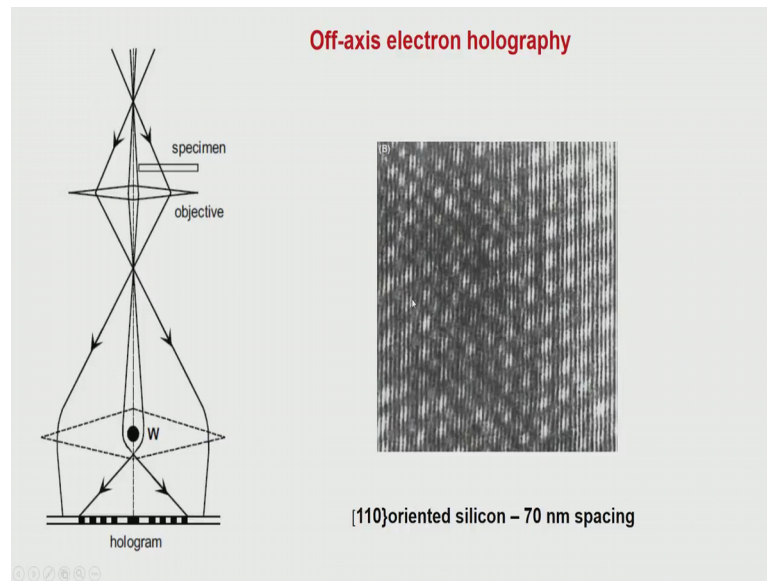 Off-axis electron holography
specimen
objective
(B)
W
hologram
[110}oriented silicon – 70 nm spacing